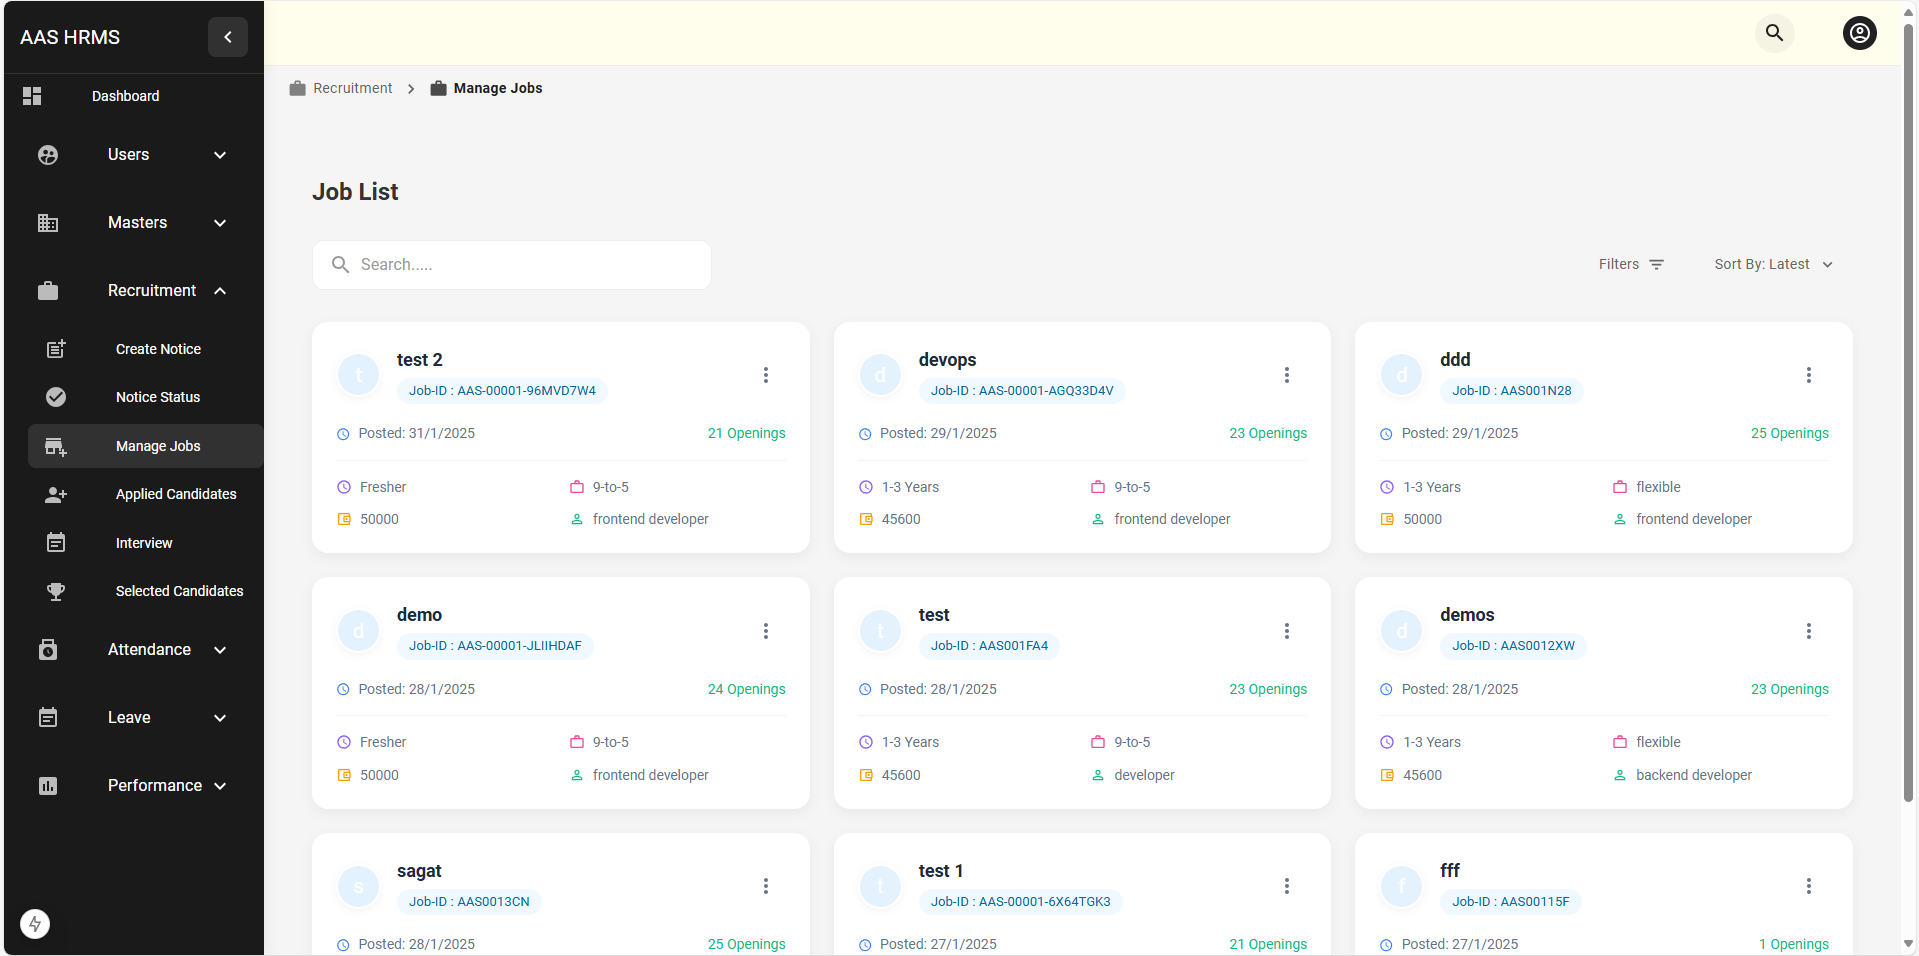 AAS HRMS
Dashboard
Users
Masters
Recruitment
Create Notice
Notice Status
Manage Jobs
Applied Candidates
Interview
Selected Candidates
Attendance
Leave
Performance
Recruitment
Manage Jobs
Job List
Search.....
Filters
Sort By: Latest
t
test 2
Job-ID : AAS-00001-96MVD7W4
Posted: 31/1/2025
21 Openings
Fresher
9-to-5
50000
frontend developer
d
devops
Job-ID : AAS-00001-AGQ33D4V
Posted: 29/1/2025
23 Openings
1-3 Years
9-to-5
45600
frontend developer
d
ddd
Job-ID : AAS001N28
Posted: 29/1/2025
25 Openings
1-3 Years
flexible
50000
frontend developer
d
demo
Job-ID : AAS-00001-JLIIHDAF
Posted: 28/1/2025
24 Openings
Fresher
9-to-5
50000
frontend developer
t
test
Job-ID : AAS001FA4
Posted: 28/1/2025
23 Openings
1-3 Years
9-to-5
45600
developer
d
demos
Job-ID : AAS0012XW
Posted: 28/1/2025
23 Openings
1-3 Years
flexible
45600
backend developer
s
sagat
Job-ID : AAS0013CN
Posted: 28/1/2025
25 Openings
t
test 1
Job-ID : AAS-00001-6X64TGK3
Posted: 27/1/2025
21 Openings
f
fff
Job-ID : AAS00115F
Posted: 27/1/2025
1 Openings